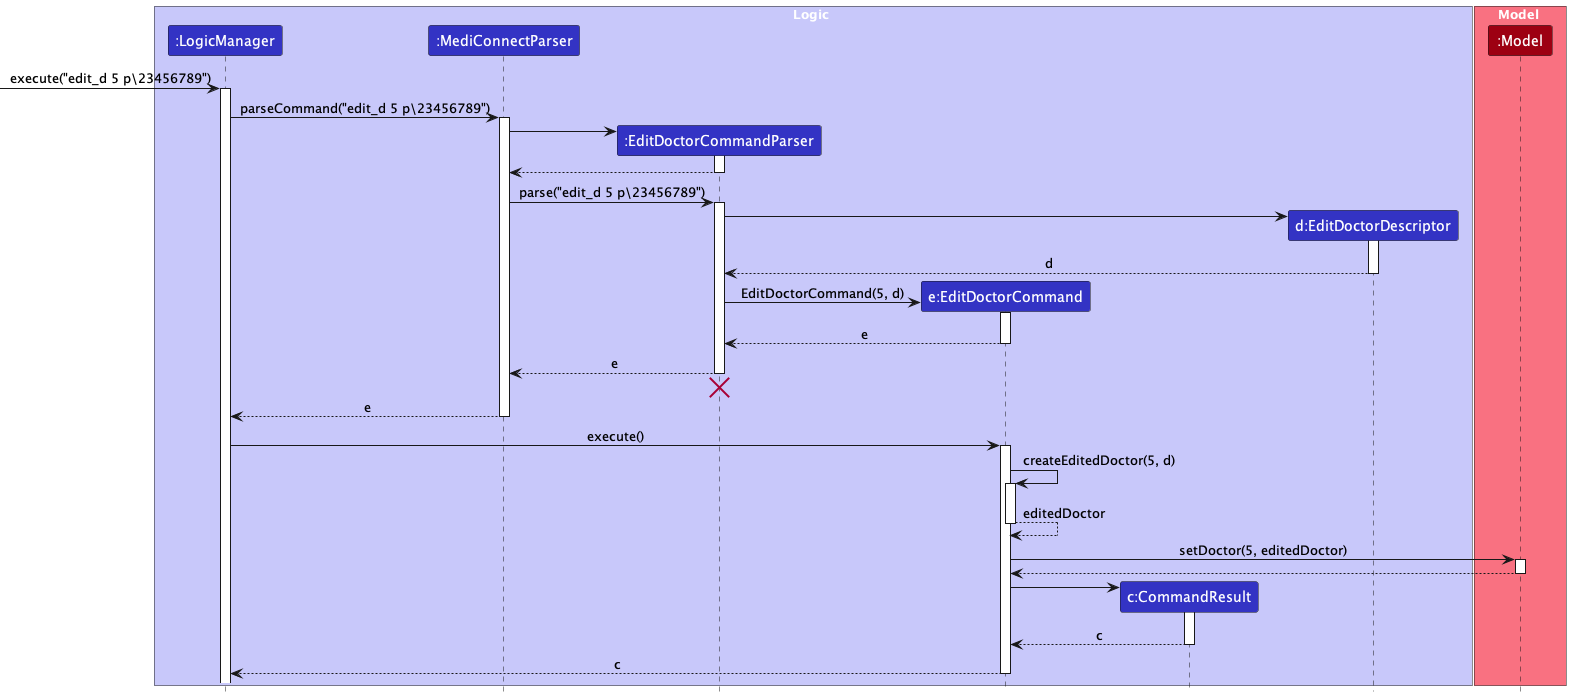 Logic
Model
:LogicManager
:MediConnectParser
:Model
execute("edit_d 5 p\23456789")
parseCommand("edit_d 5 p\23456789")
:EditDoctorCommandParser
parse("edit_d 5 p\23456789")
d:EditDoctorDescriptor
d
EditDoctorCommand(5, d)
e:EditDoctorCommand
e
e
e
execute()
createEditedDoctor(5, d)
editedDoctor
setDoctor(5, editedDoctor)
c:CommandResult
c
c